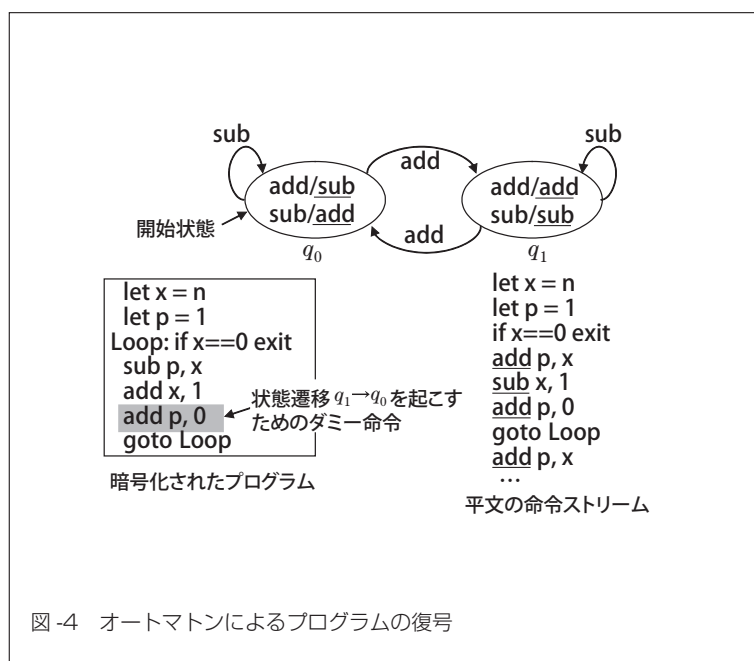 sub
add
sub
add/sub
sub/add
add/add
sub/sub
開始状態
add
q0
q1
let x = n
let p = 1
Loop: if x==0 exit
sub p, x
add x, 1
add p, 0
goto Loop
状態遷移 q1→q0 を起こす
ためのダミー命令
暗号化されたプログラム
let x = n
let p = 1
if x==0 exit
add p, x
sub x, 1
add p, 0
goto Loop
add p, x
…
平文の命令ストリーム
図 -4 オートマトンによるプログラムの復号